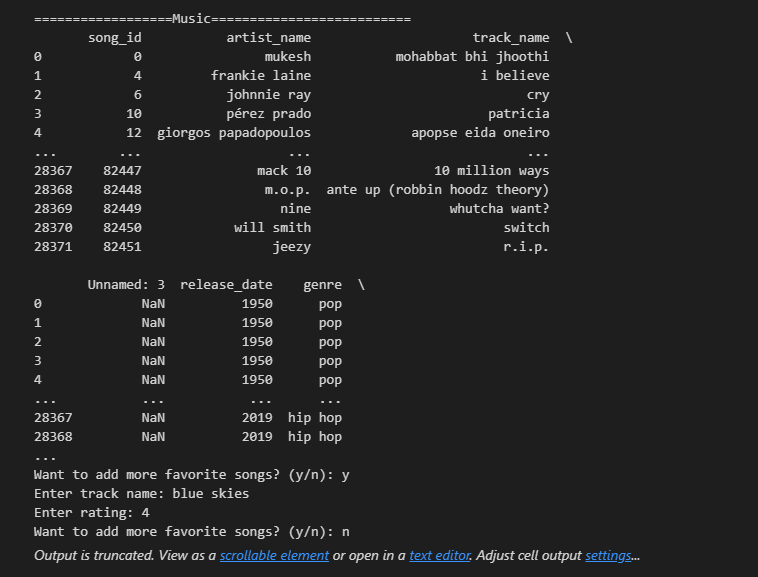 ==================Music==========================
       song_id           artist_name                     track_name  \
0            0                mukesh           mohabbat bhi jhoothi
1            4         frankie laine                      i believe
2            6           johnnie ray                            cry
3           10           pérez prado                       patricia
4           12  giorgos papadopoulos             apopse eida oneiro
...        ...                   ...                            ...
28367    82447               mack 10                10 million ways
28368    82448                m.o.p.  ante up (robbin hoodz theory)
28369    82449                  nine                  whutcha want?
28370    82450            will smith                         switch
28371    82451                 jeezy                         r.i.p.
       Unnamed: 3  release_date    genre  \
0             NaN          1950      pop
1             NaN          1950      pop
2             NaN          1950      pop
3             NaN          1950      pop
4             NaN          1950      pop
...           ...           ...      ...
28367         NaN          2019  hip hop
28368         NaN          2019  hip hop
...
Want to add more favorite songs? (y/n): y
Enter track name: blue skies
Enter rating: 4
Want to add more favorite songs? (y/n): n
Output is truncated. View as a scrollable element or open in a text editor. Adjust cell output settings...